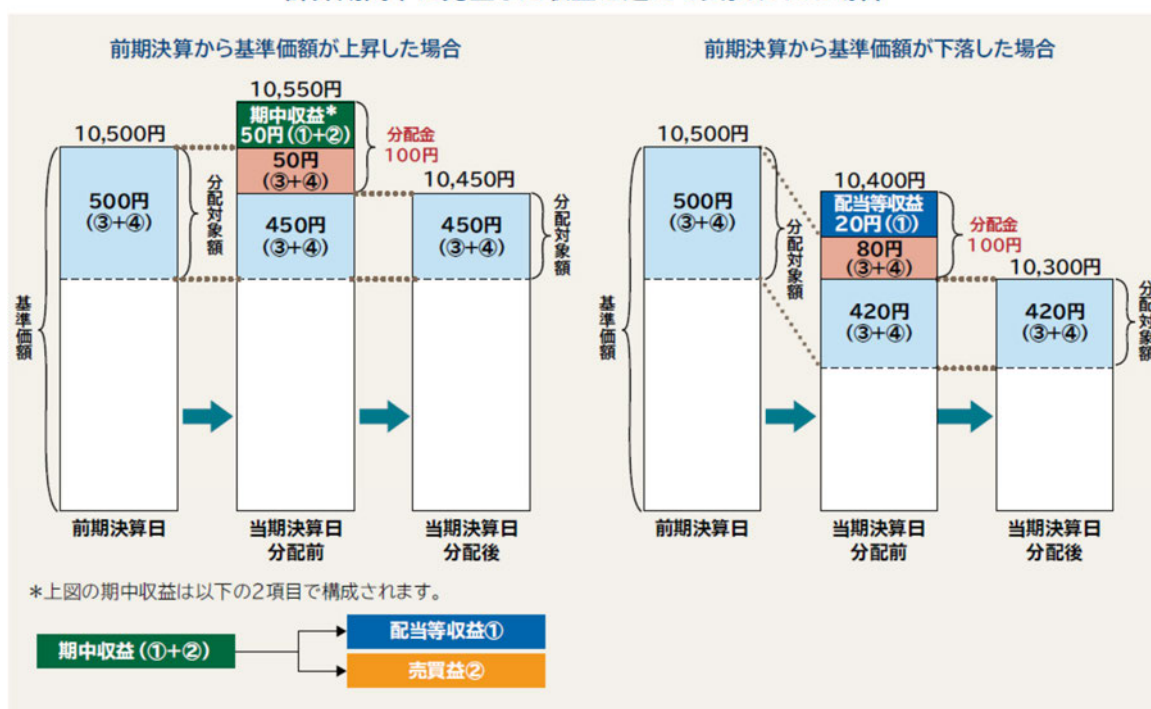 前期決算から基準価額が上昇した場合
10,500円
500円
(③+④)
分配対象額
基準価額
前期決算日
10,550円
期中収益*
50円(①+②)
50円
(③+④)
450円
(③+④)
分配金
100円
当期決算日
分配前
10,450円
450円
(③+④)
分配対象額
当期決算日
分配後
前期決算から基準価額が下落した場合
10,500円
500円
(③+④)
分配対象額
基準価額
前期決算日
10,400円
配当等収益
20円(①)
80円
(③+④)
420円
(③+④)
分配金
100円
当期決算日
分配前
10,300円
420円
(③+④)
分配対象額
当期決算日
分配後
*上図の期中収益は以下の2項目で構成されます。
期中収益(①+②)
配当等収益①
売買益②